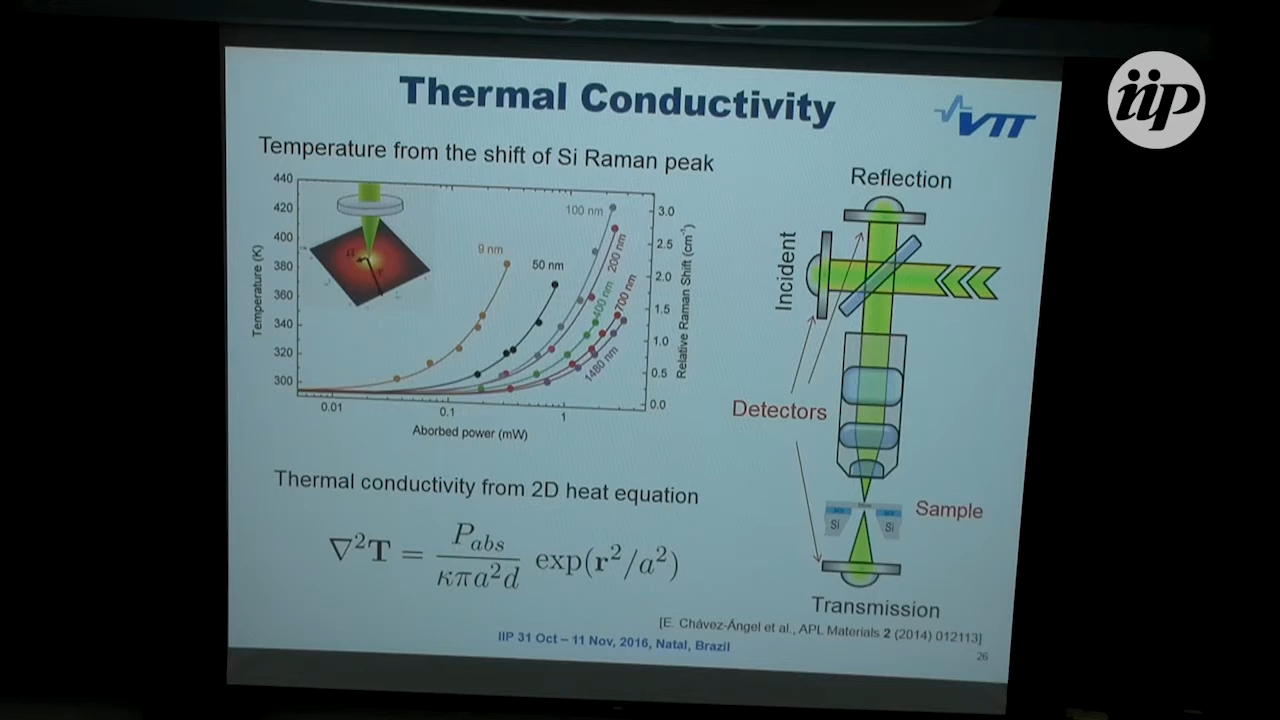 Thermal Conductivity
VTT
iip
Temperature from the shift of Si Raman peak
440
420
400
380
360
340
320
300
Temperature (K)
0.01
0.1
1
Aborbed power (mW)
3.0
2.5
2.0
1.5
1.0
0.5
0.0
Relative Raman Shift (cm⁻¹)
9 nm
50 nm
100 nm
200 nm
400 nm
700 nm
1480 nm
Reflection
Incident
Detectors
Sample
Si
Si
Transmission
Thermal conductivity from 2D heat equation
∇²T = P_abs / κπa²d exp(r²/a²)
[E. Chávez-Ángel et al., APL Materials 2 (2014) 012113]
IIP 31 Oct – 11 Nov, 2016, Natal, Brazil
26